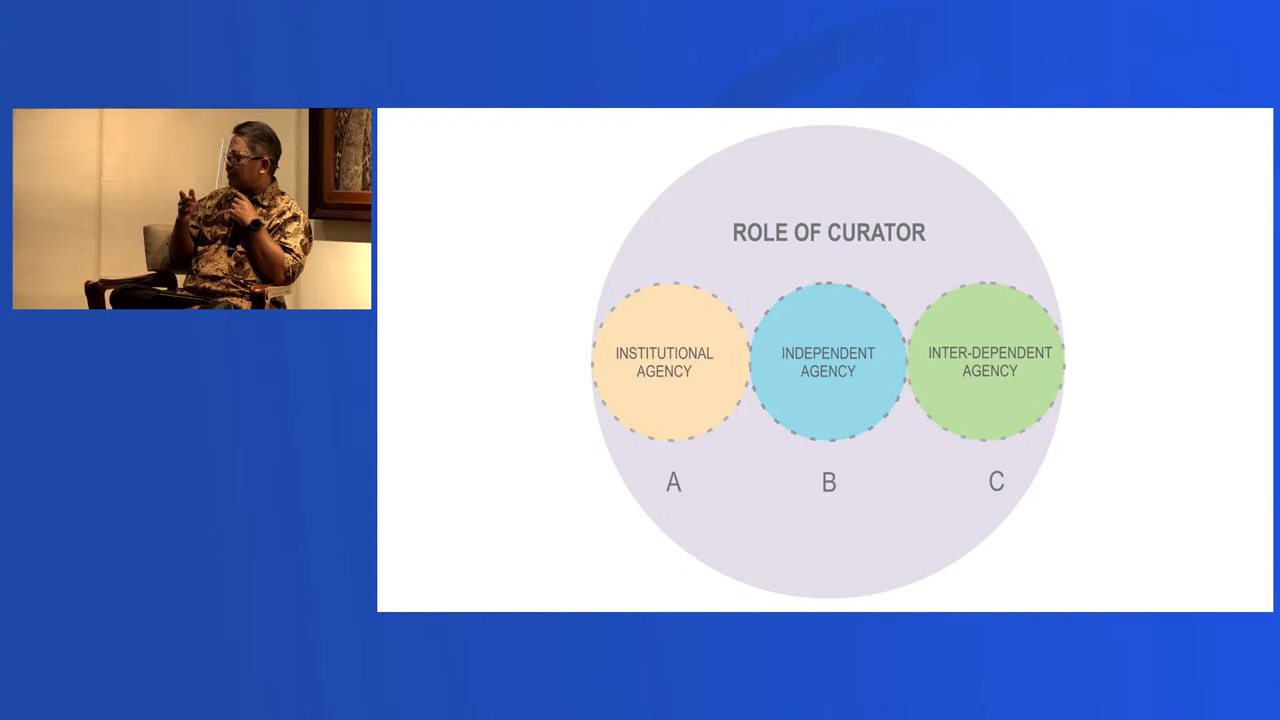 ROLE OF CURATOR
INSTITUTIONAL
AGENCY
INDEPENDENT
AGENCY
INTER-DEPENDENT
AGENCY
A
B
C